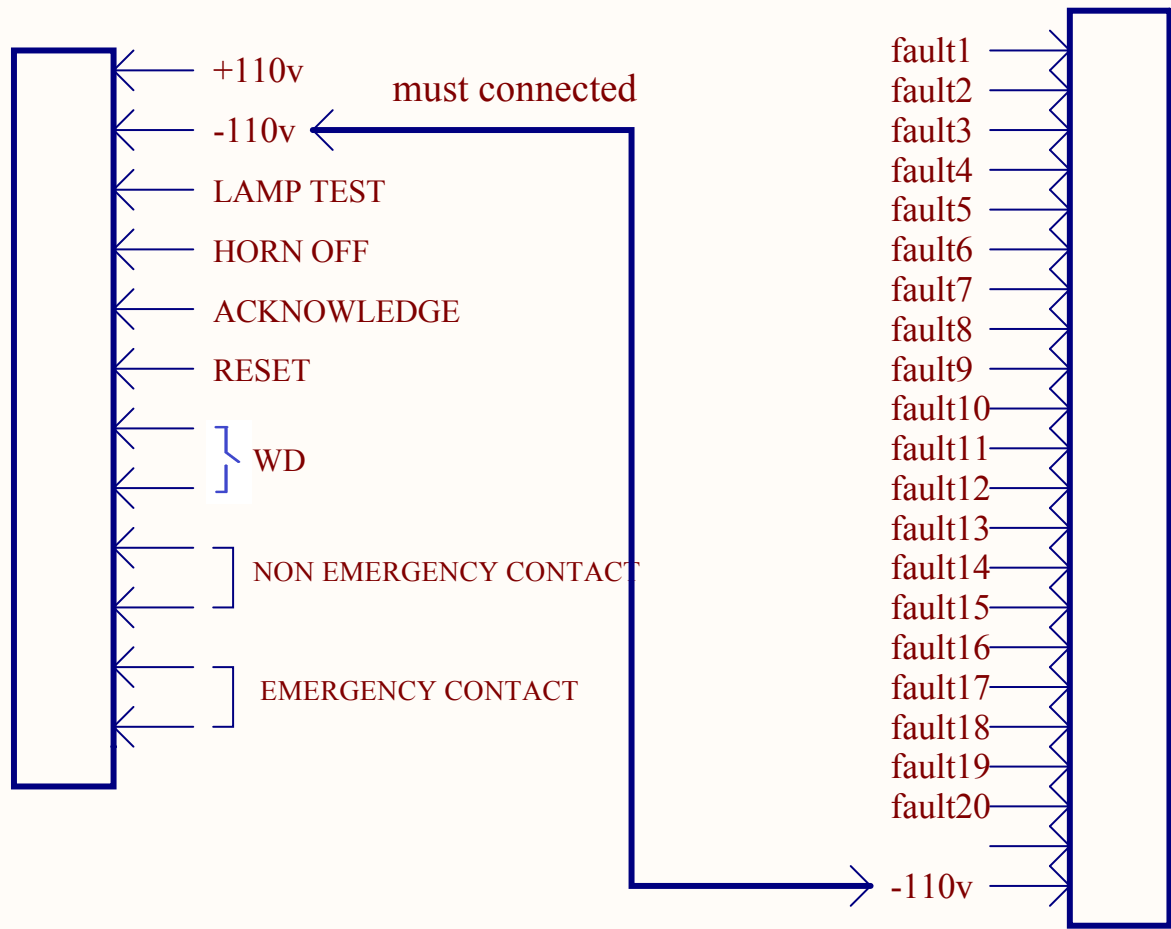 +110v
-110v
must connected
LAMP TEST
HORN OFF
ACKNOWLEDGE
RESET
WD
NON EMERGENCY CONTACT
EMERGENCY CONTACT
fault1
fault2
fault3
fault4
fault5
fault6
fault7
fault8
fault9
fault10
fault11
fault12
fault13
fault14
fault15
fault16
fault17
fault18
fault19
fault20
-110v